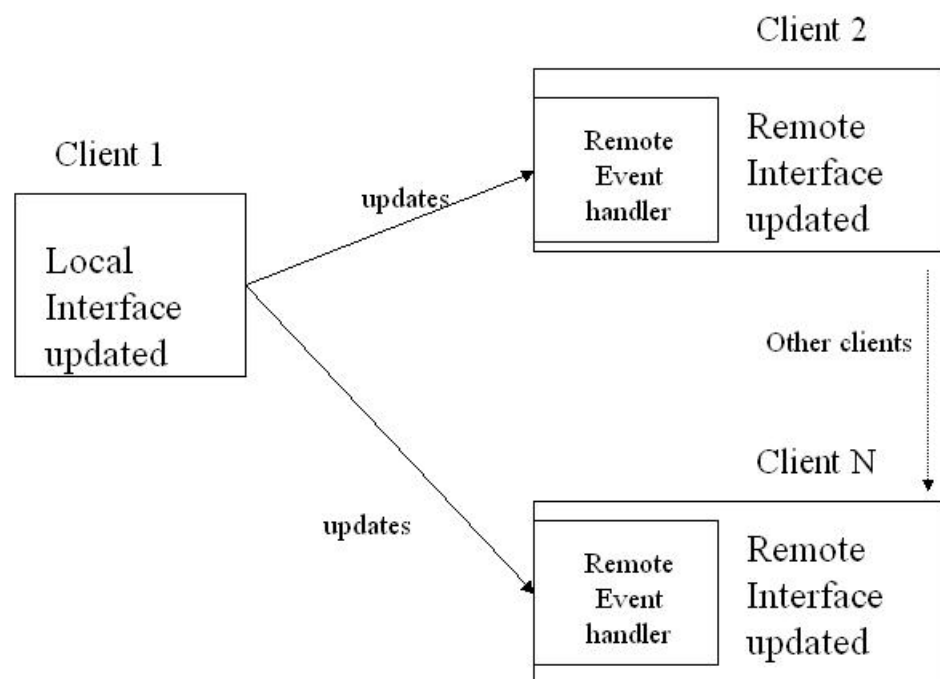 Client 2
Remote
Event
handler
Remote
Interface
updated
Client 1
Local
Interface
updated
updates
Other clients
Client N
updates
Remote
Event
handler
Remote
Interface
updated